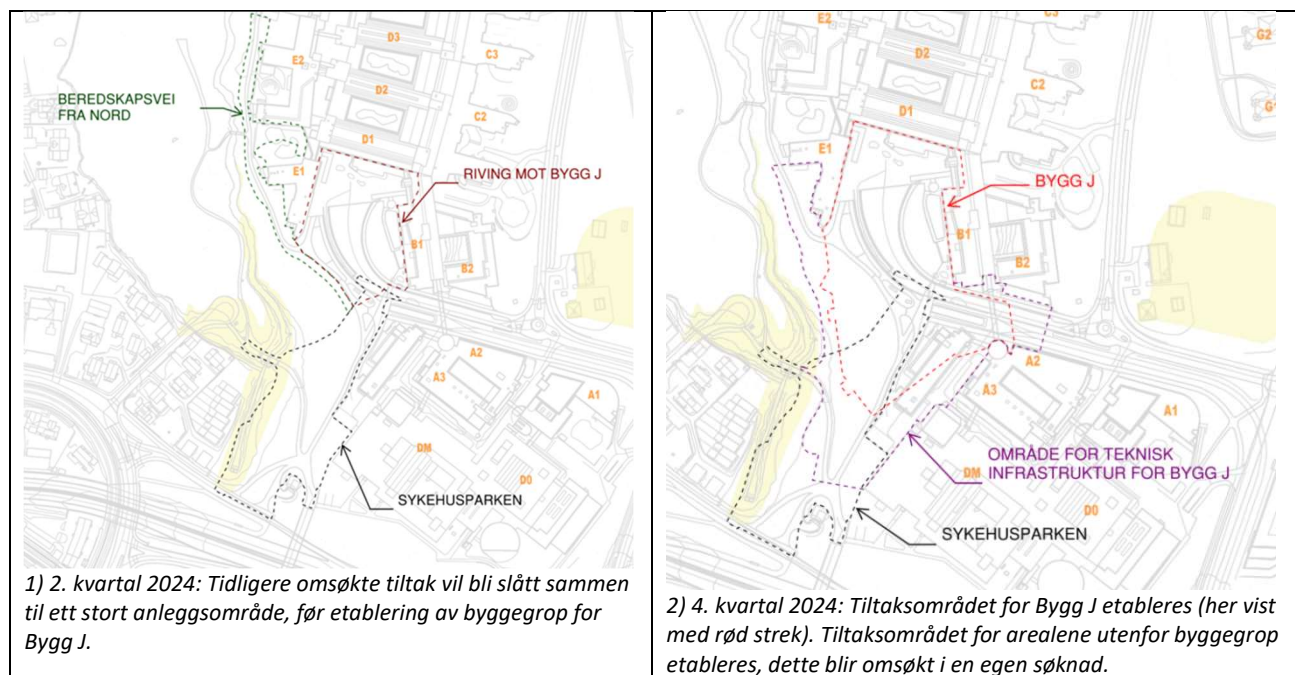 D3
E2
C3
BEREDSKAPSVEI
FRA NORD
D2
C2
D1
E1
RIVING MOT BYGG J
B1
B2
A2
A3
A1
DM
D0
SYKEHUSPARKEN
1) 2. kvartal 2024: Tidligere omsøkte tiltak vil bli slått sammen
til ett stort anleggsområde, før etablering av byggegrop for
Bygg J.
E2
C3
D2
G2
C2
D1
E1
BYGG J
B1
B2
A2
A3
A1
OMRÅDE FOR TEKNISK
INFRASTRUKTUR FOR BYGG J
DM
D0
SYKEHUSPARKEN
2) 4. kvartal 2024: Tiltaksområdet for Bygg J etableres (her vist
med rød strek). Tiltaksområdet for arealene utenfor byggegrop
etableres, dette blir omsøkt i en egen søknad.